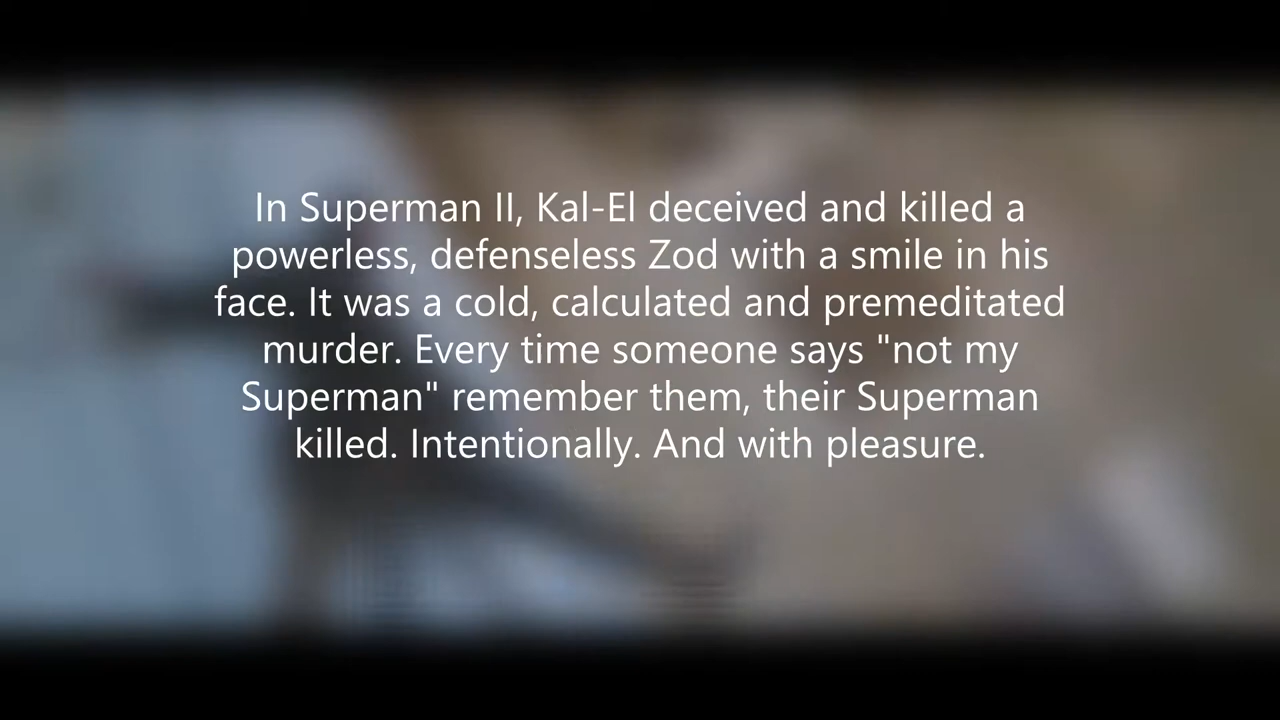 In Superman II, Kal-El deceived and killed a
powerless, defenseless Zod with a smile in his
face. It was a cold, calculated and premeditated
murder. Every time someone says "not my
Superman" remember them, their Superman
killed. Intentionally. And with pleasure.